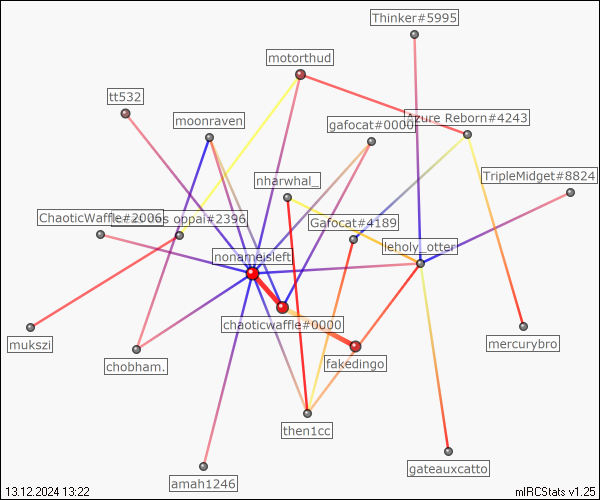 Thinker#5995
motorthud
tt532
moonraven
gafocat#0000
Azure Reborn#4243
nharwhal_
TripleMidget#8824
ChaoticWaffle#2006
oppai#2396
Gafocat#4189
leholy_otter
nonameisleft
chaoticwaffle#0000
mukszi
chobham.
fakedingo
mercurybro
then1cc
amah1246
gateauxcatto
13.12.2024 13:22
mIRCStats v1.25